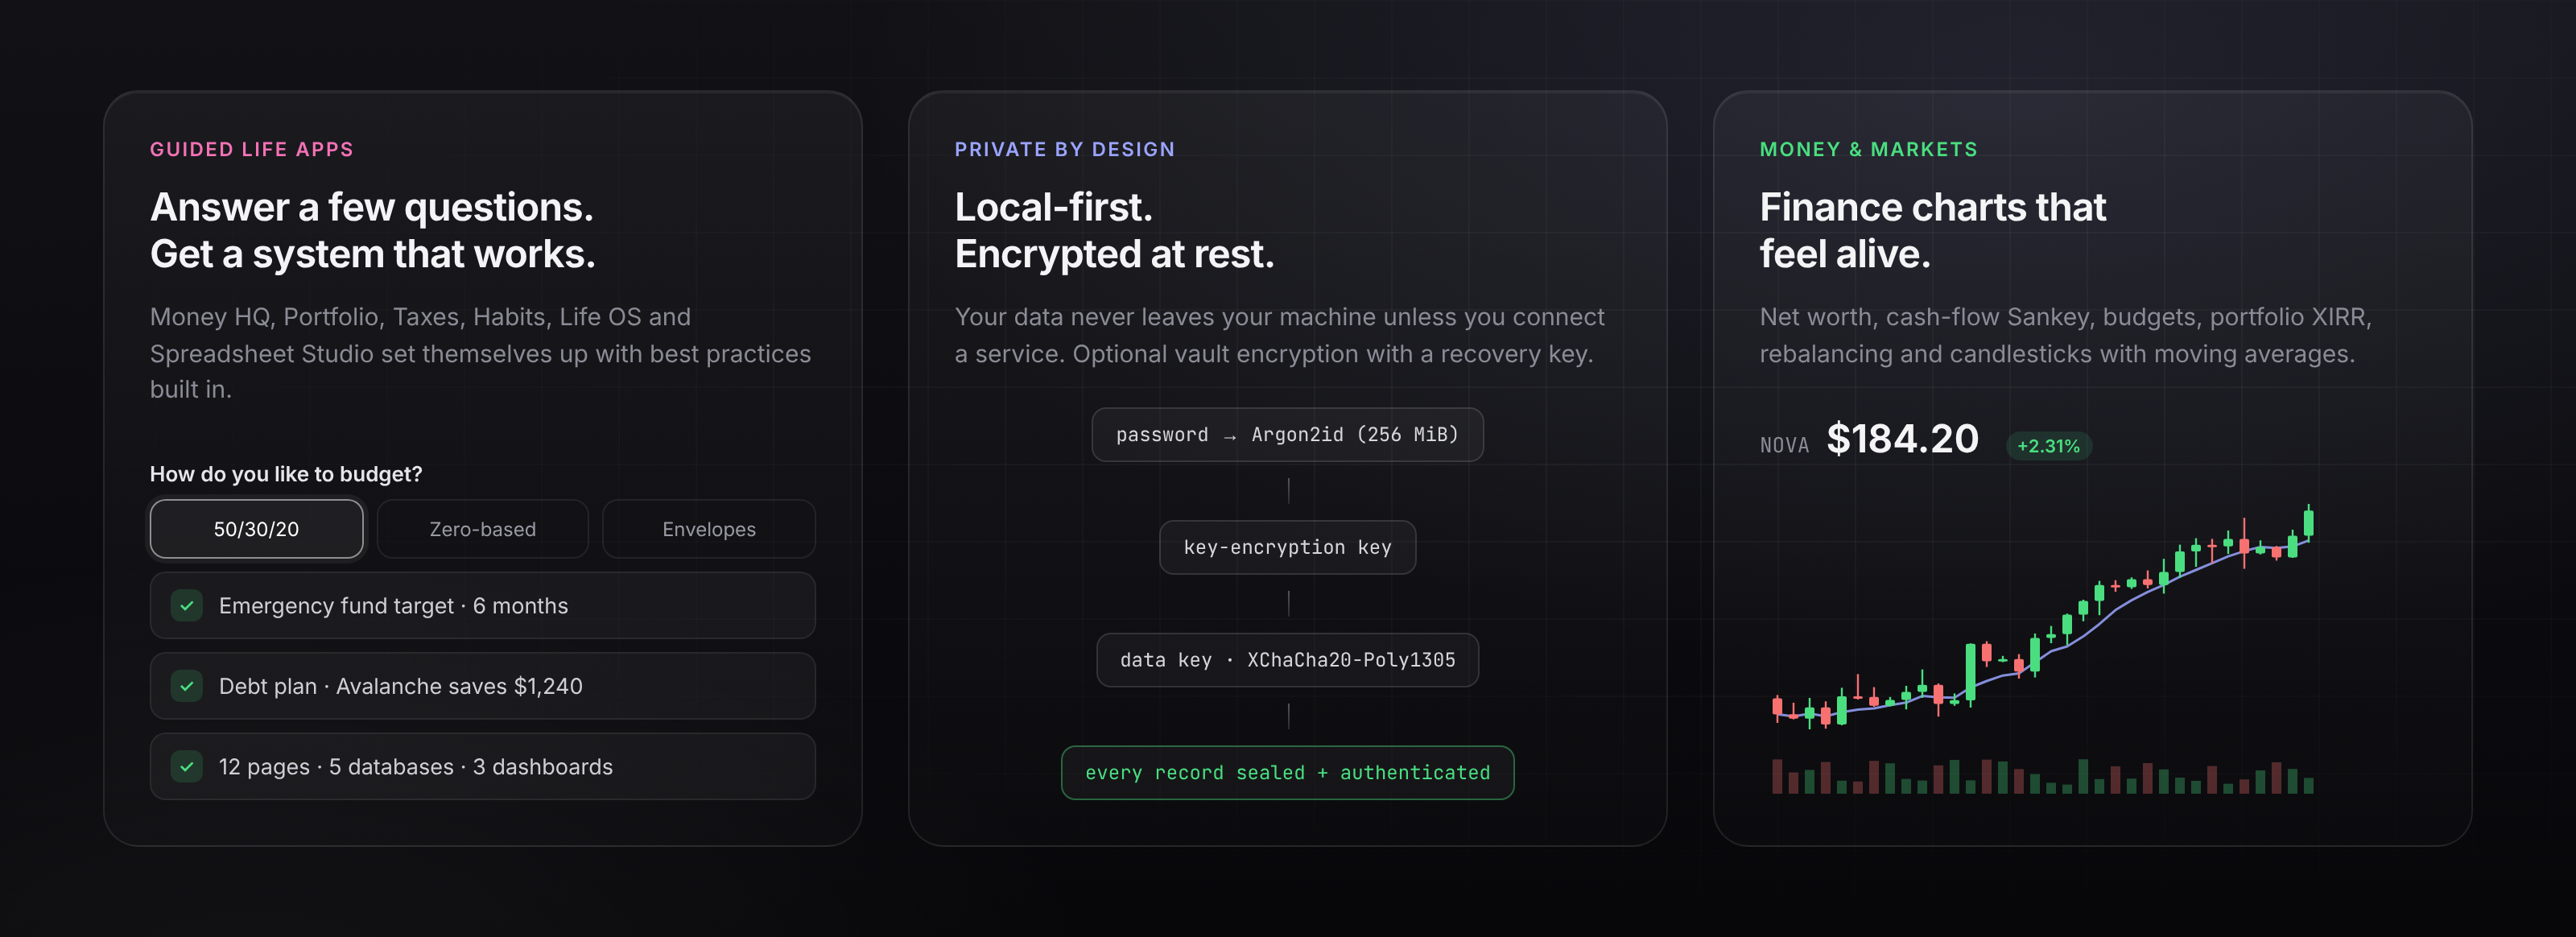 GUIDED LIFE APPS
Answer a few questions.
Get a system that works.
Money HQ, Portfolio, Taxes, Habits, Life OS and
Spreadsheet Studio set themselves up with best practices
built in.
How do you like to budget?
50/30/20
Zero-based
Envelopes
Emergency fund target · 6 months
Debt plan · Avalanche saves $1,240
12 pages · 5 databases · 3 dashboards
PRIVATE BY DESIGN
Local-first.
Encrypted at rest.
Your data never leaves your machine unless you connect
a service. Optional vault encryption with a recovery key.
password → Argon2id (256 MiB)
key-encryption key
data key · XChaCha20-Poly1305
every record sealed + authenticated
MONEY & MARKETS
Finance charts that
feel alive.
Net worth, cash-flow Sankey, budgets, portfolio XIRR,
rebalancing and candlesticks with moving averages.
NOVA $184.20 +2.31%